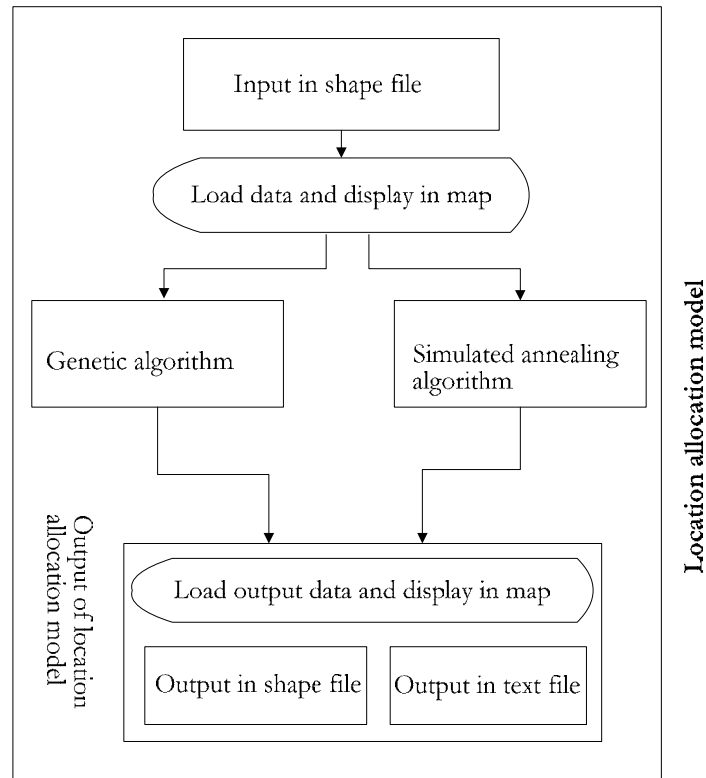 Input in shape file
Load data and display in map
Genetic algorithm
Simulated annealing
algorithm
Location allocation model
Output of location
allocation model
Load output data and display in map
Output in shape file
Output in text file